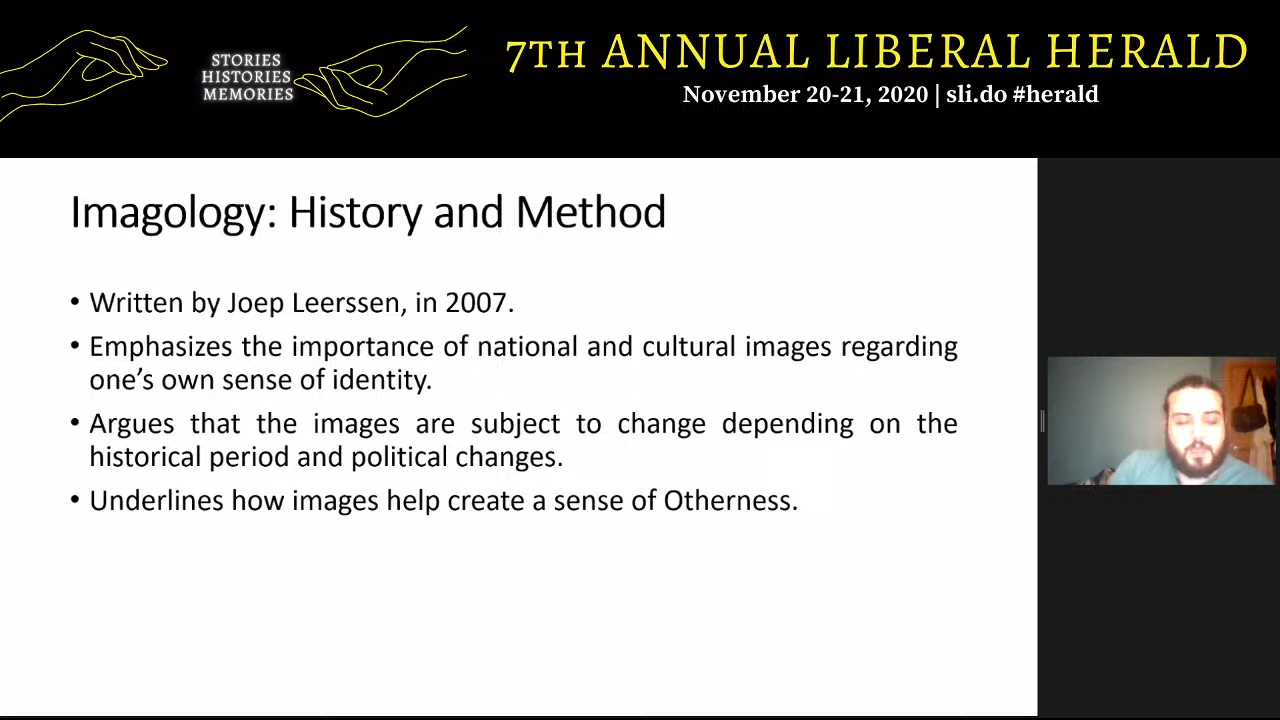 STORIES
HISTORIES
MEMORIES
7TH ANNUAL LIBERAL HERALD
November 20-21, 2020 | sli.do #herald
Imagology: History and Method
• Written by Joep Leerssen, in 2007.
• Emphasizes the importance of national and cultural images regarding
one’s own sense of identity.
• Argues that the images are subject to change depending on the
historical period and political changes.
• Underlines how images help create a sense of Otherness.